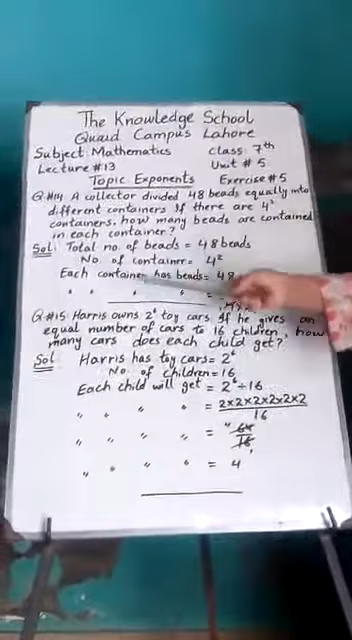 The Knowledge School
Quaid Campus Lahore
Subject Mathematics Class: 7th
Lecture #13 Unit # 5
Topic Exponents Exercise #5
Q:#14 A collector divided 48 beads equally into
different containers If there are 4²
containers, how many beads are contained
in each container?
Sol: Total no. of beads = 48 beads
No. of container = 4²
Each container has beads = 48
" " " " =
Q:#15 Harris owns 2⁶ toy cars. If he gives an
equal number of cars to 16 children, how
many cars does each child get?
Sol Harris has toy cars = 2⁶
No. of children = 16
Each child will get = 2⁶ ÷ 16
" " " " = 2×2×2×2×2×2
16
" " " " = 64
16
" " " " = 4